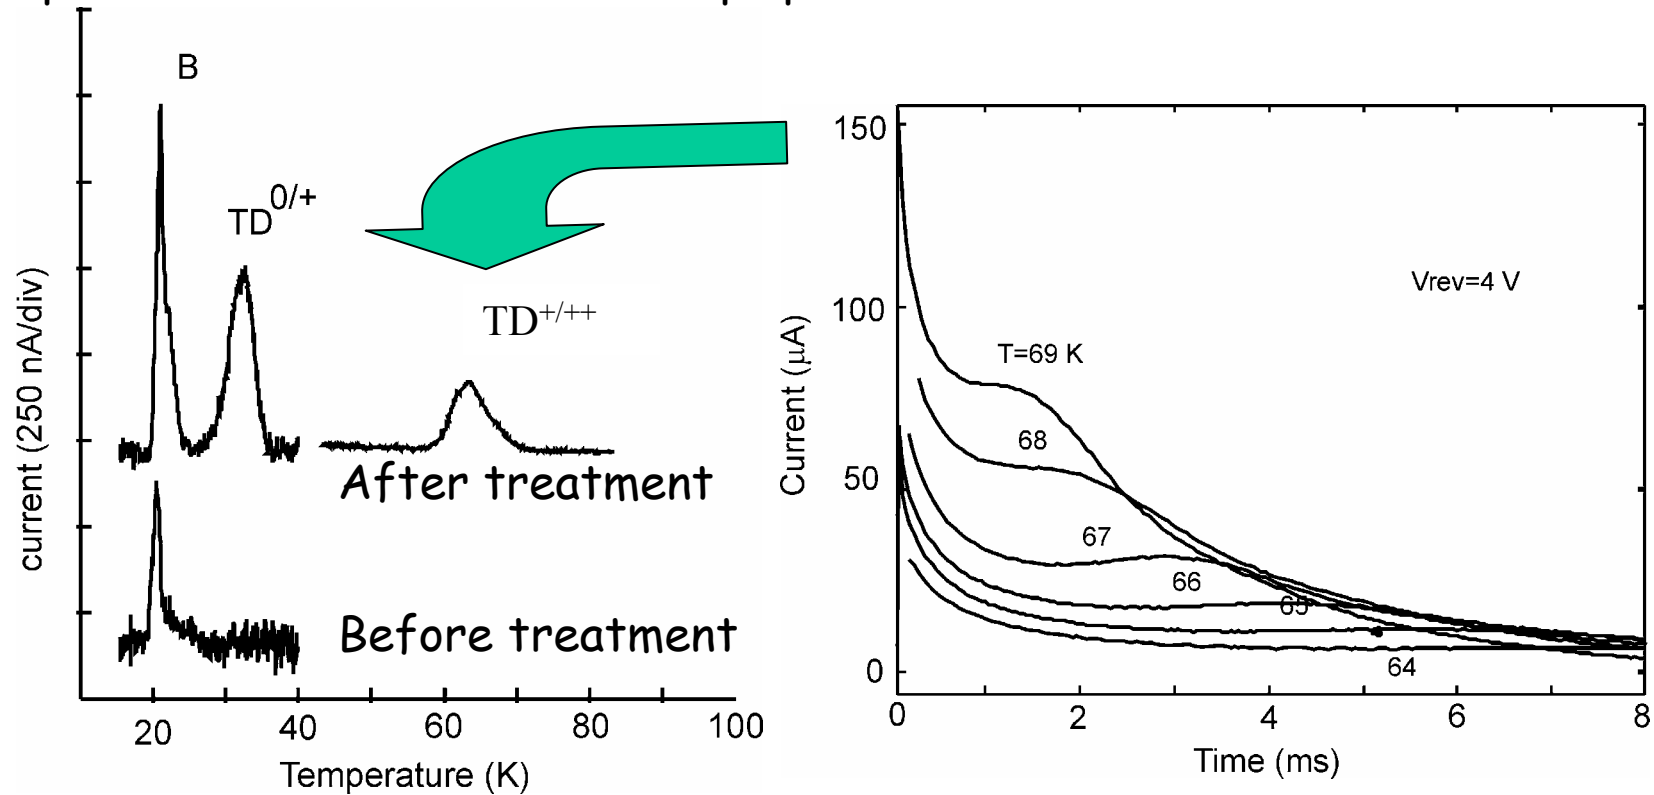 B
TD0/+
TD+/++
After treatment
Before treatment
current (250 nA/div)
20 40 60 80 100
Temperature (K)
150
100
50
0
Current (µA)
Vrev=4 V
T=69 K
68
67
66
65
64
0 2 4 6 8
Time (ms)